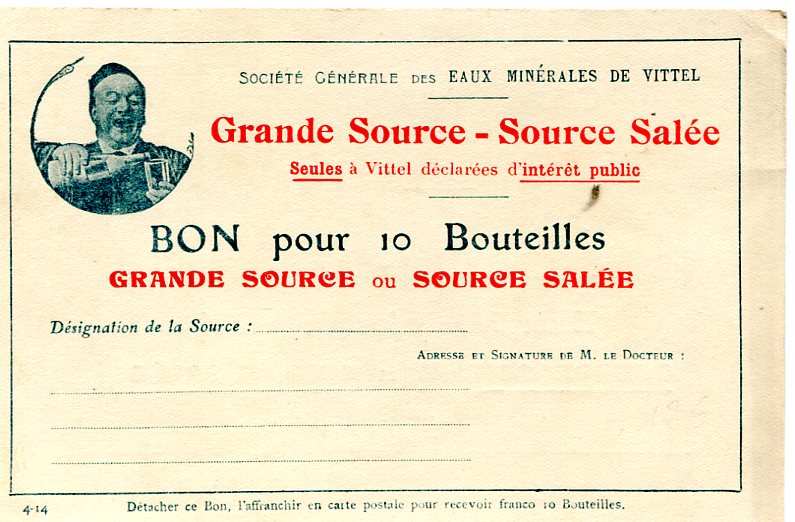 Société Générale des EAUX MINÉRALES DE VITTEL
Grande Source - Source Salée
Seules à Vittel déclarées d'intérêt public
BON pour 10 Bouteilles
GRANDE SOURCE ou SOURCE SALÉE
Désignation de la Source :
Adresse et Signature de M. le Docteur :
4-14
Détacher ce Bon, l'affranchir en carte postale pour recevoir franco 10 Bouteilles.